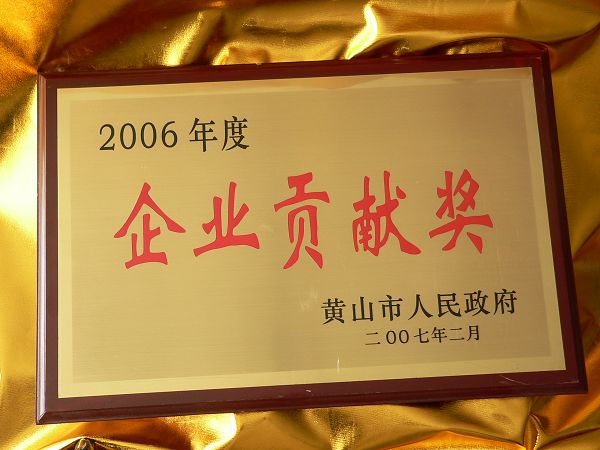 2006年度
企业贡献奖
黄山市人民政府
二00七年二月